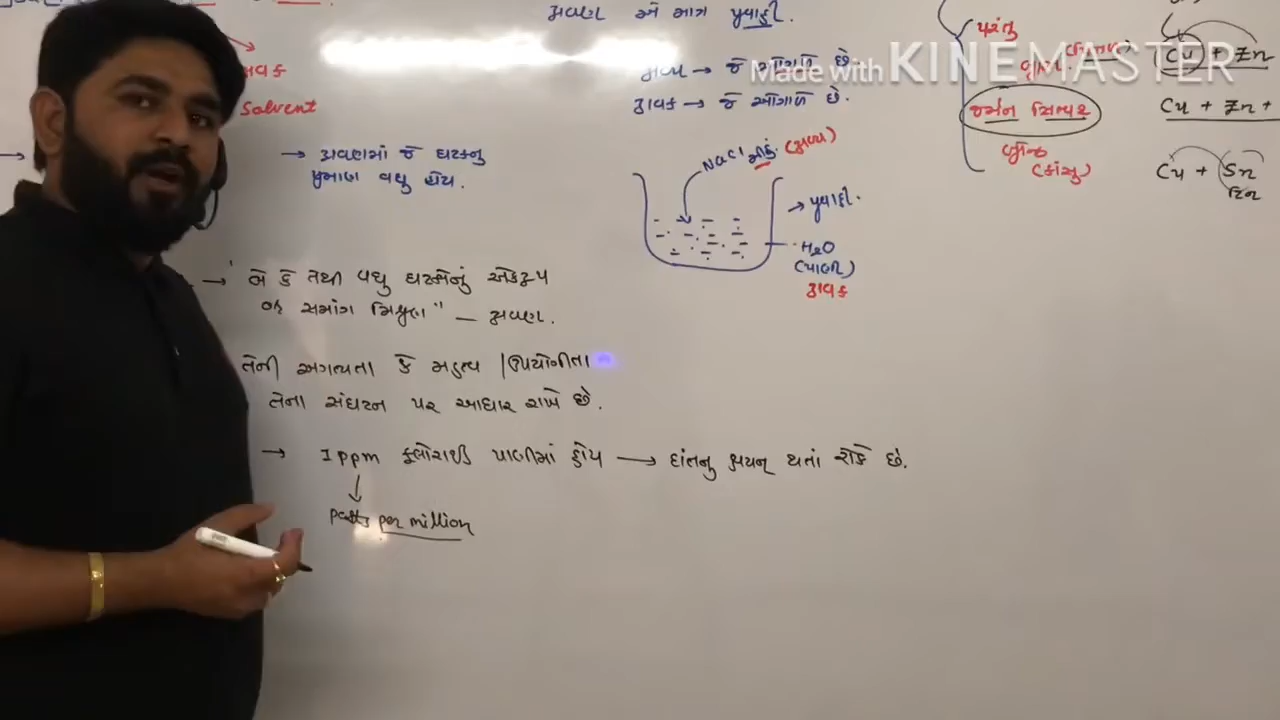 દ્રાવણ એ માત્ર પ્રવાહી.
દ્રાવ્ય → જે ઓગળે છે.
દ્રાવક → જે ઓગાળે છે.
દ્રાવક
Solvent
→ દ્રાવણમાં જે ઘટકનુ
પ્રમાણ વધુ હોય.
NaCl મીઠું. (દ્રાવ્ય)
→ પ્રવાહી.
H₂O
(પાણી)
દ્રાવક
→ "બે કે તેથી વધુ ઘટકોનું એકરૂપ
સમાંગ મિશ્રણ" — દ્રાવણ.
તેની અગત્યતા કે મહત્વ / ઉપયોગીતા
તેના સંઘટન પર આધાર રાખે છે.
→ 1 ppm ફ્લોરાઈડ પાણીમાં હોય → દાંતનુ ક્ષયન થતાં રોકે છે.
parts per million
પરંતુ
જર્મન સિલ્વર
બ્રોન્ઝ
(કાંસુ)
Cu + Zn
Cu + Zn +
Cu + Sn
ટિન
Made with KINEMASTER